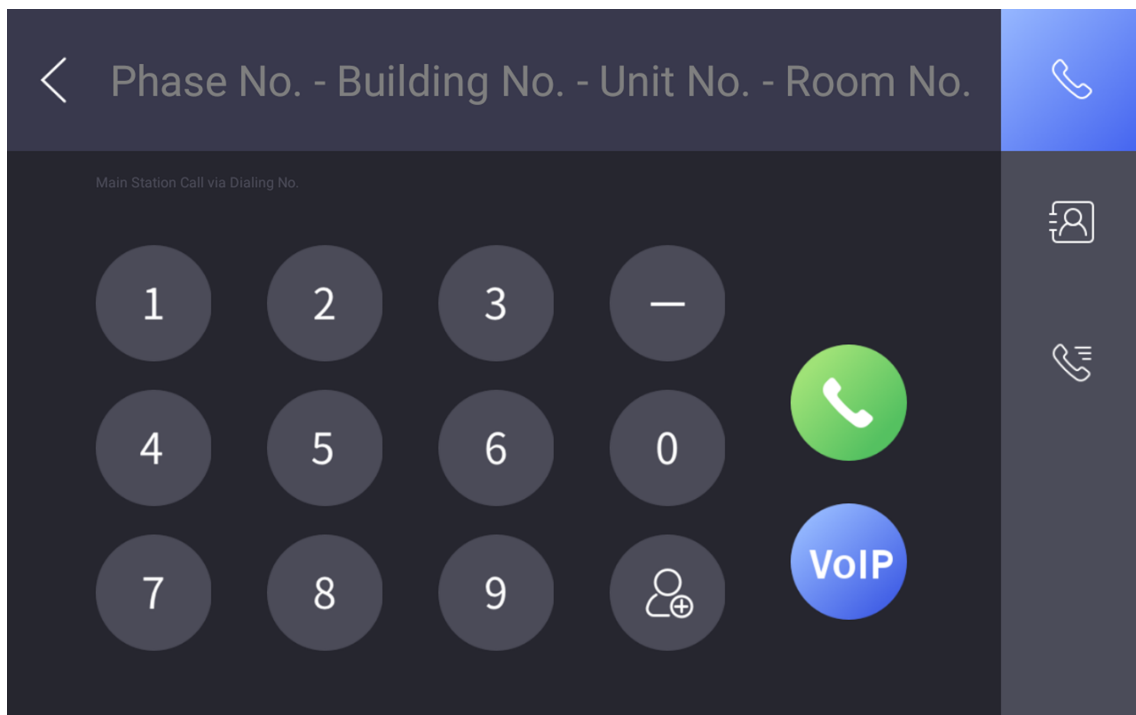 Phase No. - Building No. - Unit No. - Room No.
Main Station Call via Dialing No.
1 2 3 —
4 5 6 0
7 8 9
VoIP